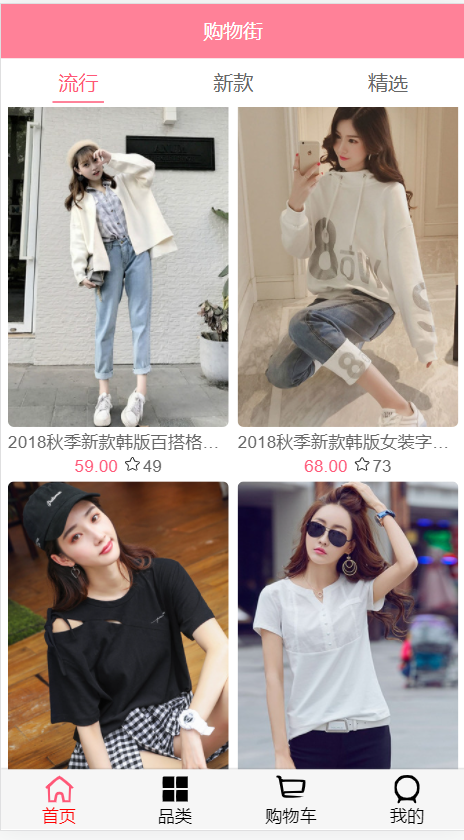 购物街
流行 新款 精选
2018秋季新款韩版百搭格… 2018秋季新款韩版女装字…
59.00 ☆49 68.00 ☆73
首页 品类 购物车 我的